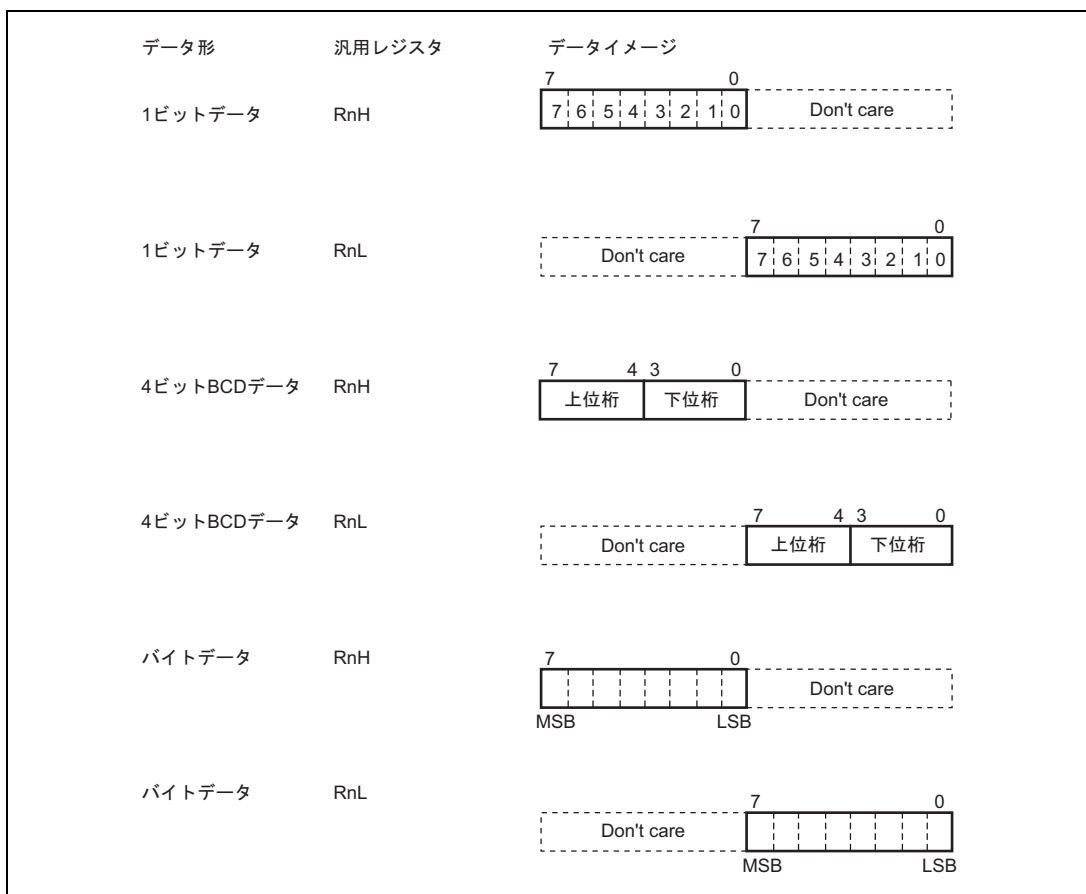 データ形 汎用レジスタ データイメージ
7 0
1ビットデータ RnH 7 6 5 4 3 2 1 0 Don't care
7 0
1ビットデータ RnL Don't care 7 6 5 4 3 2 1 0
7 4 3 0
4ビットBCDデータ RnH 上位桁 下位桁 Don't care
7 4 3 0
4ビットBCDデータ RnL Don't care 上位桁 下位桁
バイトデータ RnH 7 0
Don't care
MSB LSB
バイトデータ RnL 7 0
Don't care
MSB LSB